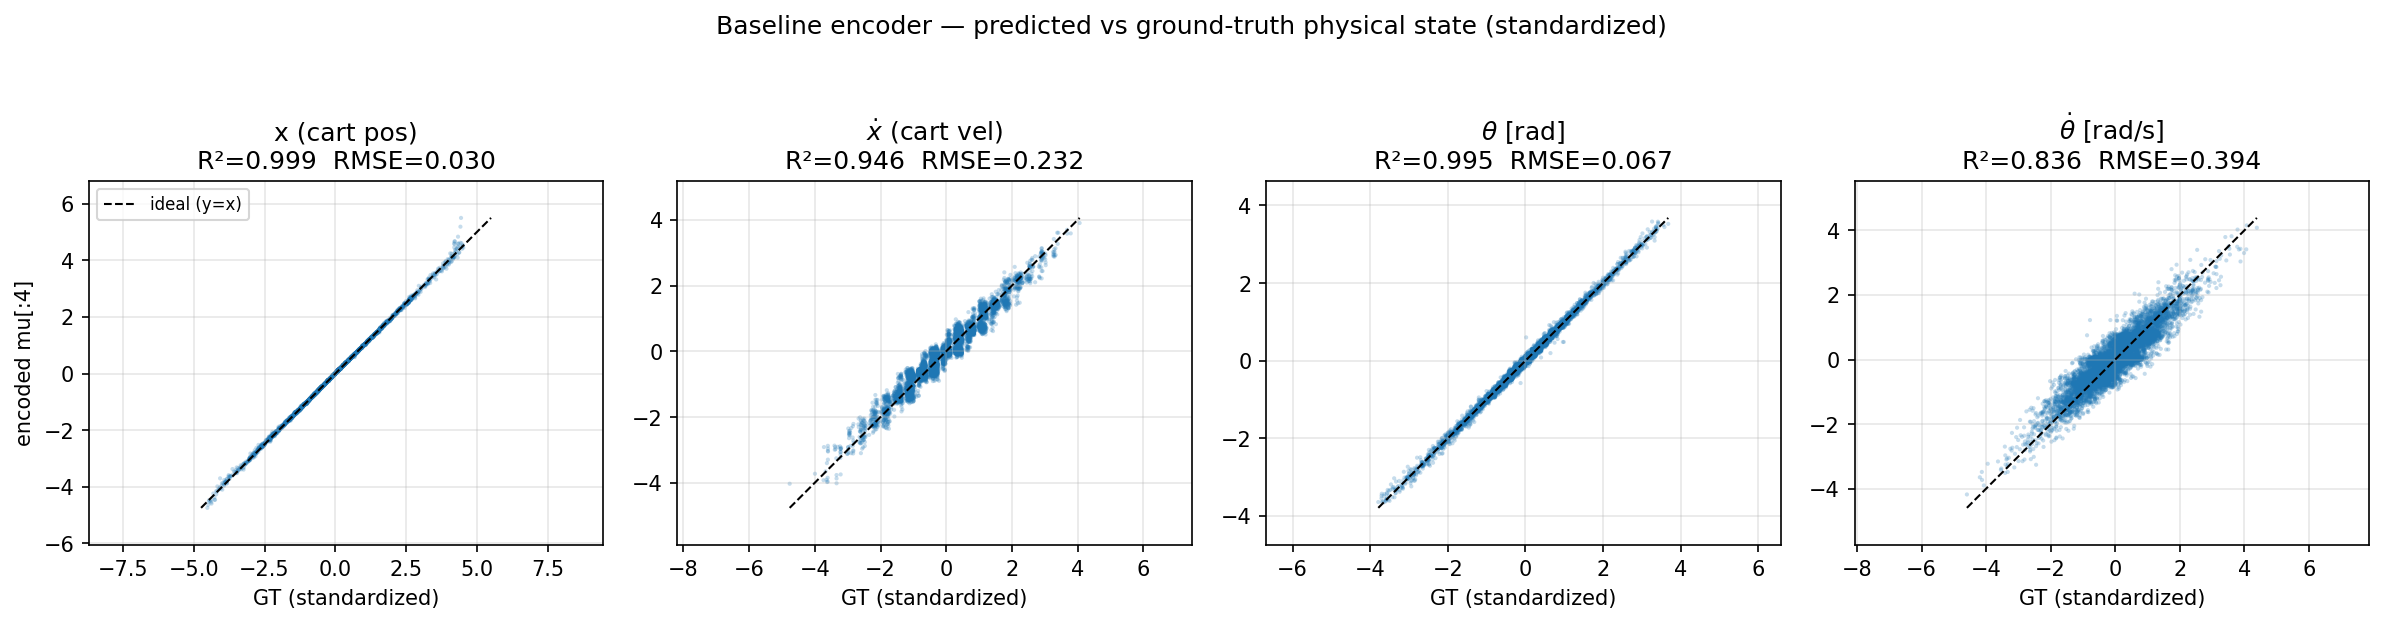 Baseline encoder — predicted vs ground-truth physical state (standardized)
x (cart pos)
R²=0.999  RMSE=0.030
ideal (y=x)
encoded mu[:4]
6
4
2
0
−2
−4
−6
−7.5 −5.0 −2.5 0.0 2.5 5.0 7.5
GT (standardized)
ẋ (cart vel)
R²=0.946  RMSE=0.232
4
2
0
−2
−4
−8 −6 −4 −2 0 2 4 6
GT (standardized)
θ [rad]
R²=0.995  RMSE=0.067
4
2
0
−2
−4
−6 −4 −2 0 2 4 6
GT (standardized)
θ̇ [rad/s]
R²=0.836  RMSE=0.394
4
2
0
−2
−4
−8 −6 −4 −2 0 2 4 6
GT (standardized)